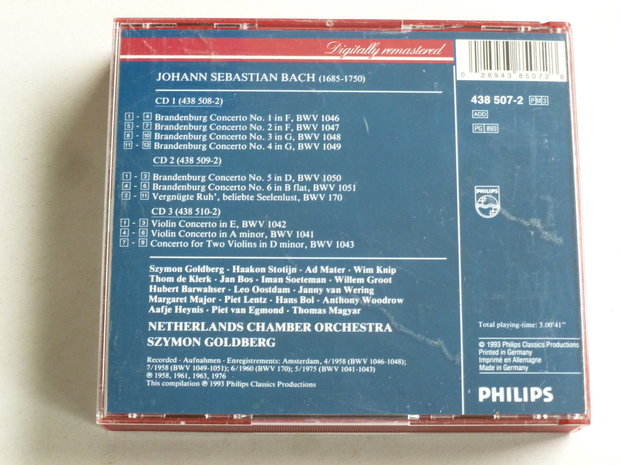 Digitally remastered
0 28943 85072 8
JOHANN SEBASTIAN BACH (1685-1750)
438 507-2 PM3
ADD
PG 893
CD 1 (438 508-2)
1 - 4 Brandenburg Concerto No. 1 in F, BWV 1046
5 - 7 Brandenburg Concerto No. 2 in F, BWV 1047
8 - 10 Brandenburg Concerto No. 3 in G, BWV 1048
11 - 13 Brandenburg Concerto No. 4 in G, BWV 1049
CD 2 (438 509-2)
1 - 3 Brandenburg Concerto No. 5 in D, BWV 1050
4 - 6 Brandenburg Concerto No. 6 in B flat, BWV 1051
7 - 11 Vergnügte Ruh', beliebte Seelenlust, BWV 170
CD 3 (438 510-2)
1 - 3 Violin Concerto in E, BWV 1042
4 - 6 Violin Concerto in A minor, BWV 1041
7 - 9 Concerto for Two Violins in D minor, BWV 1043
PHILIPS
Szymon Goldberg · Haakon Stotijn · Ad Mater · Wim Knip
Thom de Klerk · Jan Bos · Iman Soeteman · Willem Groot
Hubert Barwahser · Leo Oostdam · Janny van Wering
Margaret Major · Piet Lentz · Hans Bol · Anthony Woodrow
Aafje Heynis · Piet van Egmond · Thomas Magyar
NETHERLANDS CHAMBER ORCHESTRA
SZYMON GOLDBERG
Recorded · Aufnahmen · Enregistrements: Amsterdam, 4/1958 (BWV 1046-1048);
7/1958 (BWV 1049-1051); 6/1960 (BWV 170); 5/1975 (BWV 1041-1043)
℗ 1958, 1961, 1963, 1976
This compilation ℗ 1993 Philips Classics Productions
Total playing-time: 3.00'41"
© 1993 Philips Classics Productions
Printed in Germany
Imprimé en Allemagne
Made in Germany
PHILIPS